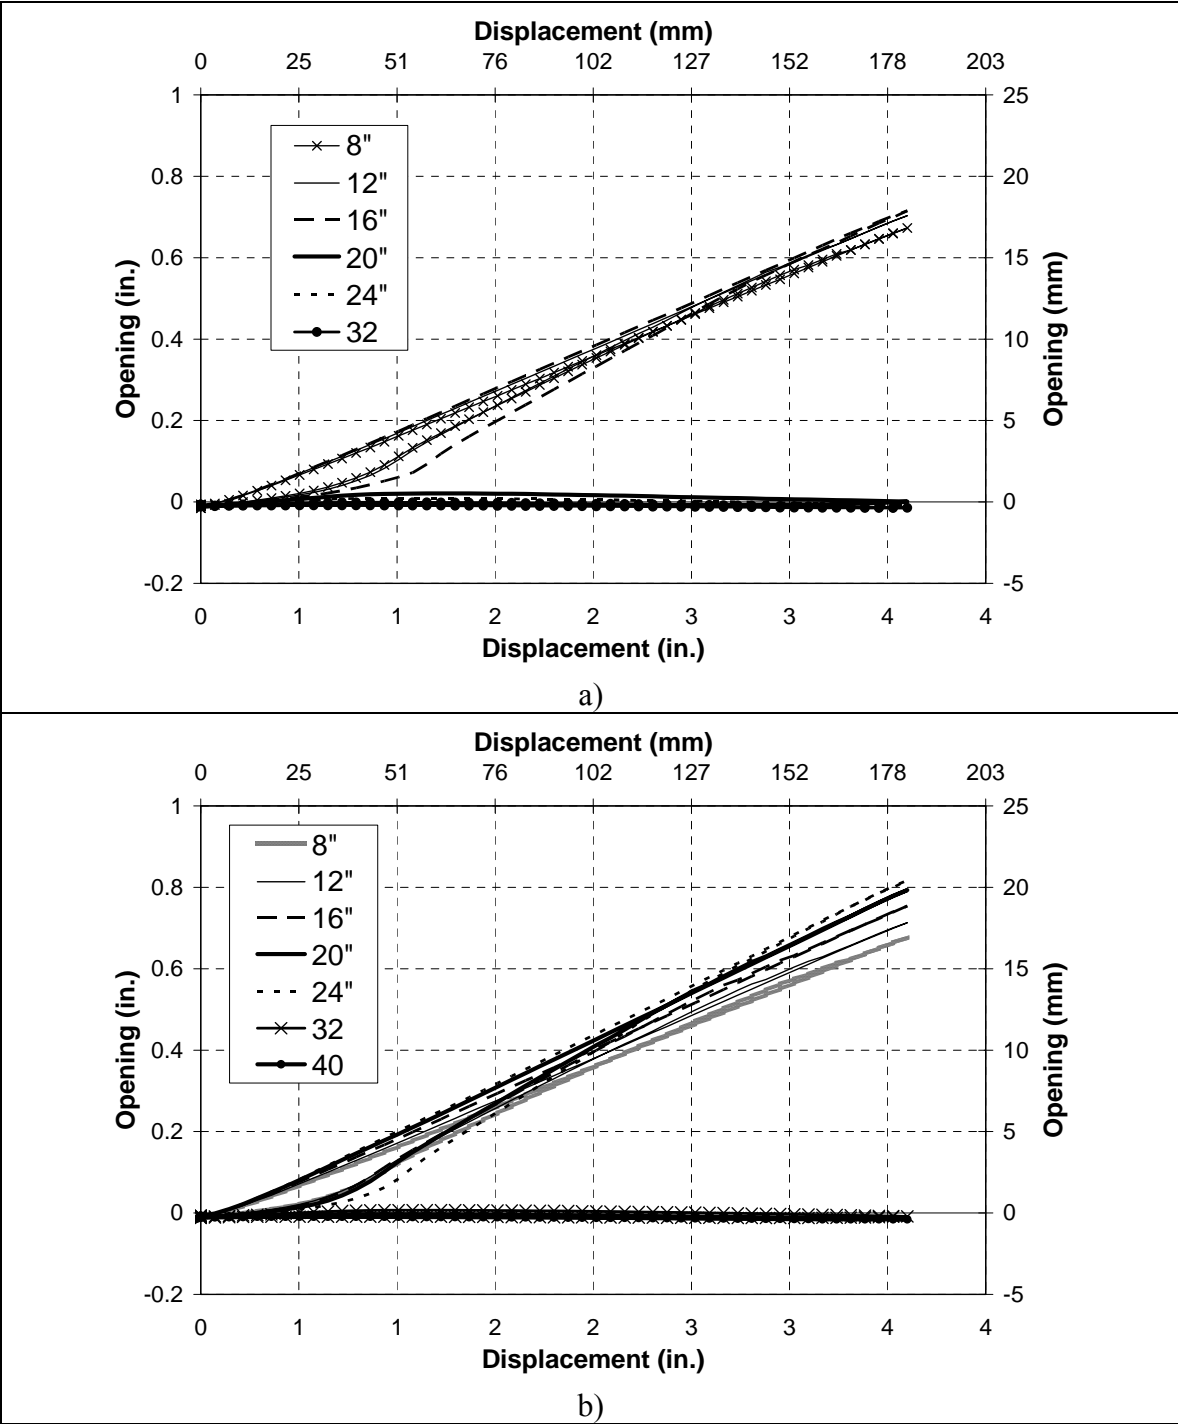 Displacement (mm)
0 25 51 76 102 127 152 178 203
1 25
0.8 20
0.6 15
0.4 10
0.2 5
0 0
-0.2 -5
8"
12"
16"
20"
24"
32
Opening (in.)
Opening (mm)
0 1 1 2 2 3 3 4 4
Displacement (in.)
a)
Displacement (mm)
0 25 51 76 102 127 152 178 203
1 25
0.8 20
0.6 15
0.4 10
0.2 5
0 0
-0.2 -5
8"
12"
16"
20"
24"
32
40
Opening (in.)
Opening (mm)
0 1 1 2 2 3 3 4 4
Displacement (in.)
b)